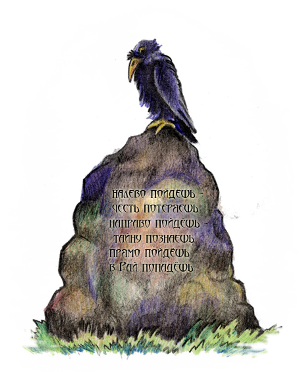 налево пойдешь -
честь потеряешь
направо пойдешь -
тайну познаешь
прямо пойдешь -
в Рай попадешь